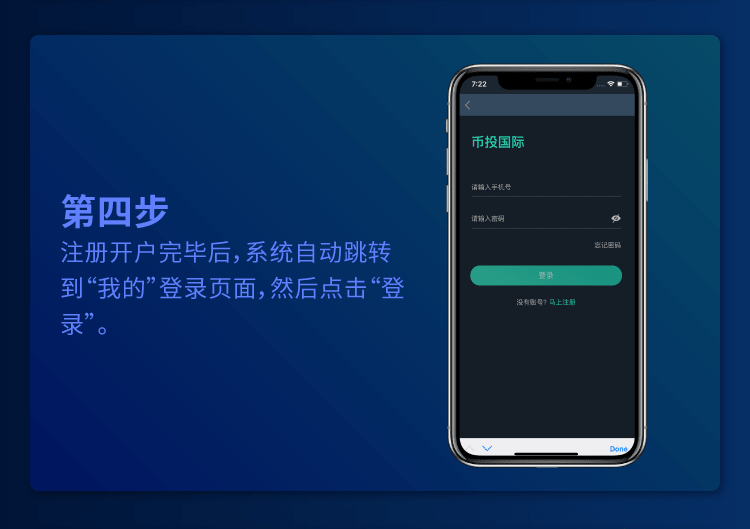 第四步
注册开户完毕后，系统自动跳转
到“我的”登录页面，然后点击“登
录”。
7:22
币投国际
请输入手机号
请输入密码
忘记密码
登录
没有账号? 马上注册
Done